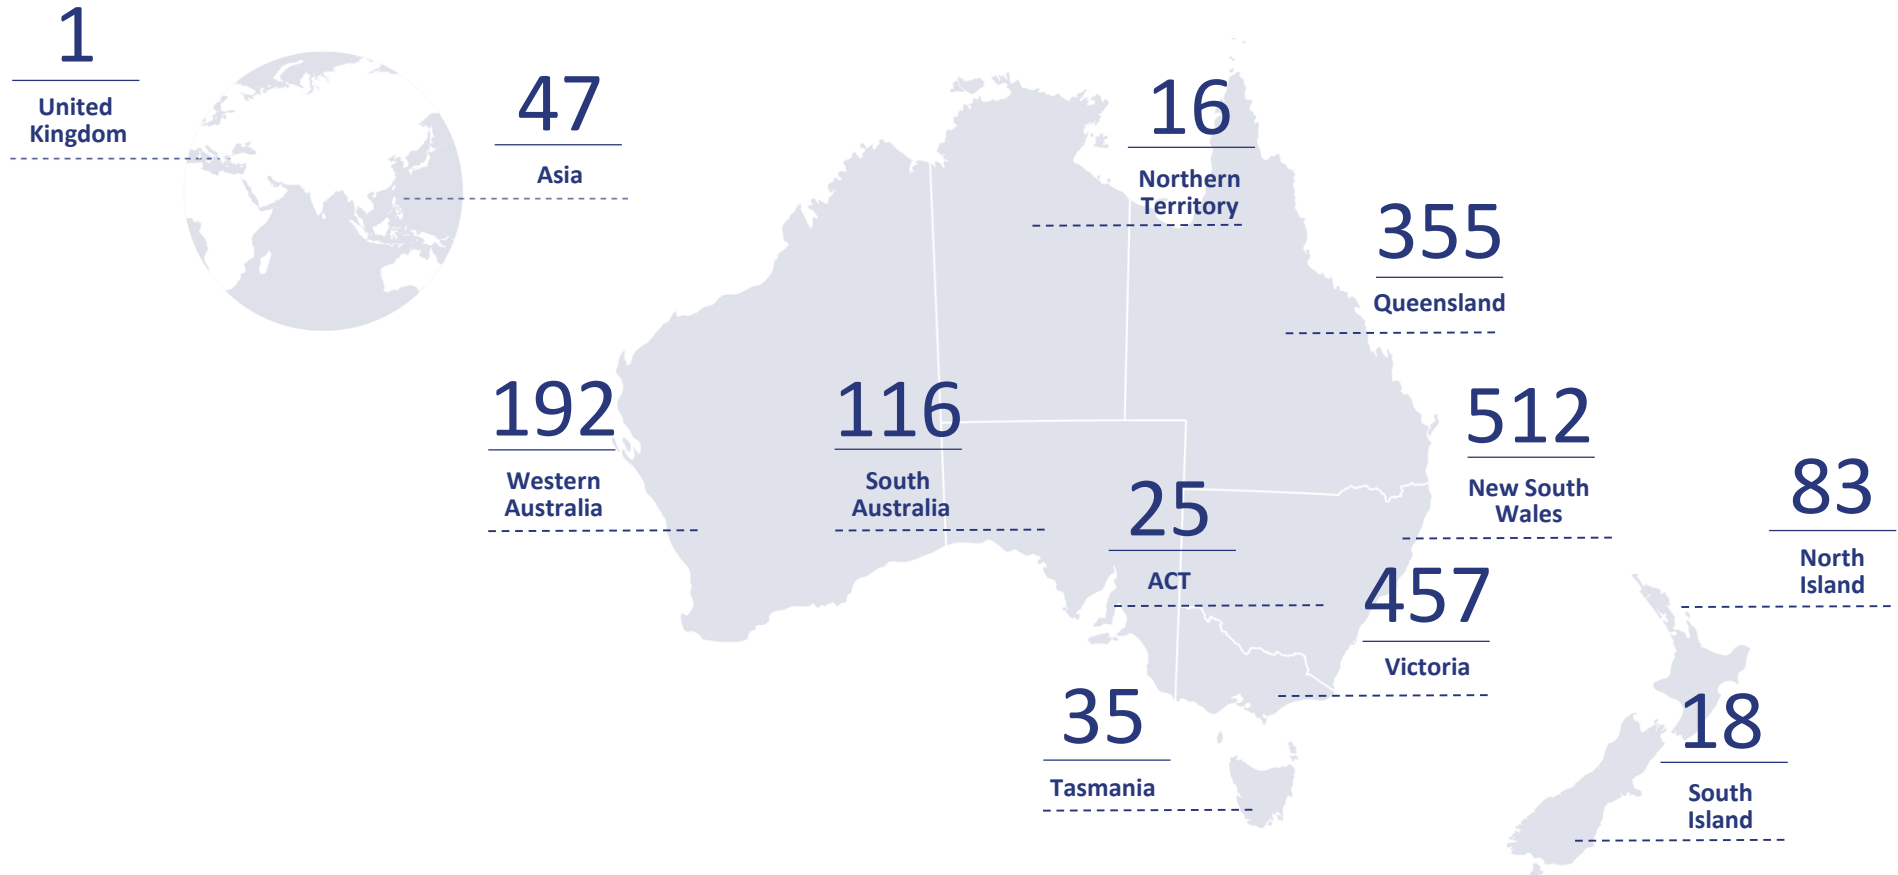 1
United
Kingdom
47
Asia
16
Northern
Territory
355
Queensland
192
Western
Australia
116
South
Australia
25
ACT
512
New South
Wales
457
Victoria
35
Tasmania
83
North
Island
18
South
Island